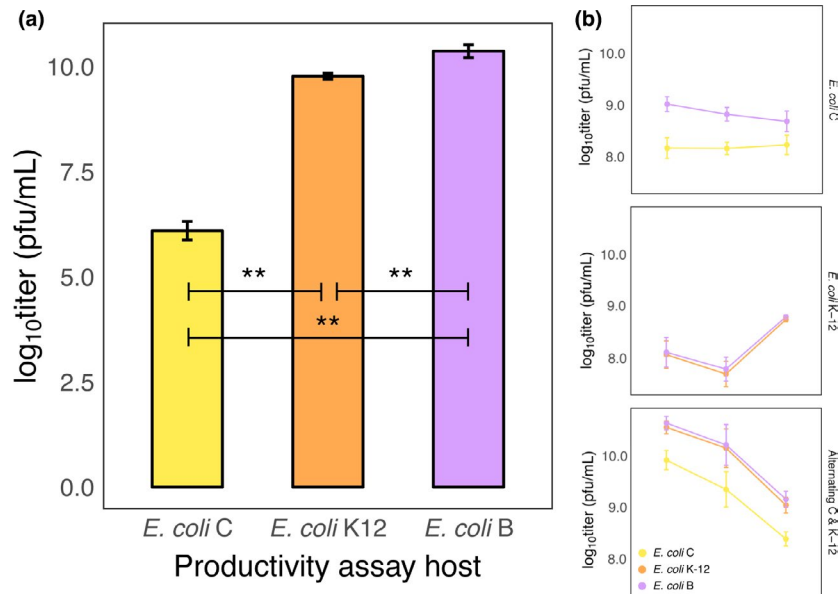 (a)
log10titer (pfu/mL)
10.0
7.5
5.0
2.5
0.0
**
**
**
E. coli C
E. coli K12
E. coli B
Productivity assay host
(b)
log10titer (pfu/mL)
10.0
9.0
8.0
E. coli C
log10titer (pfu/mL)
10.0
9.0
8.0
E. coli K-12
log10titer (pfu/mL)
10.0
9.0
8.0
Alternating C & K-12
E. coli C
E. coli K-12
E. coli B